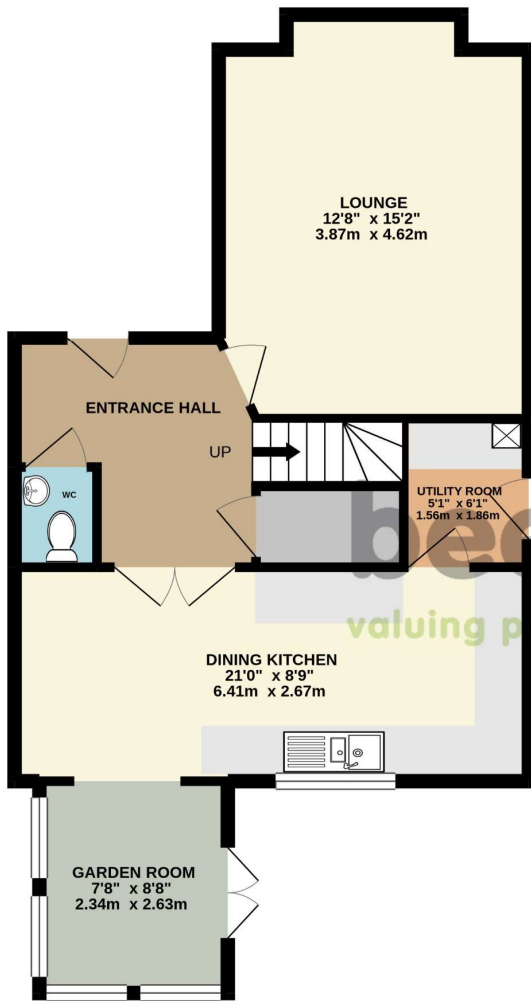 LOUNGE
12'8" x 15'2"
3.87m x 4.62m
ENTRANCE HALL
UP
WC
UTILITY ROOM
5'1" x 6'1"
1.56m x 1.86m
valuing p
DINING KITCHEN
21'0" x 8'9"
6.41m x 2.67m
GARDEN ROOM
7'8" x 8'8"
2.34m x 2.63m